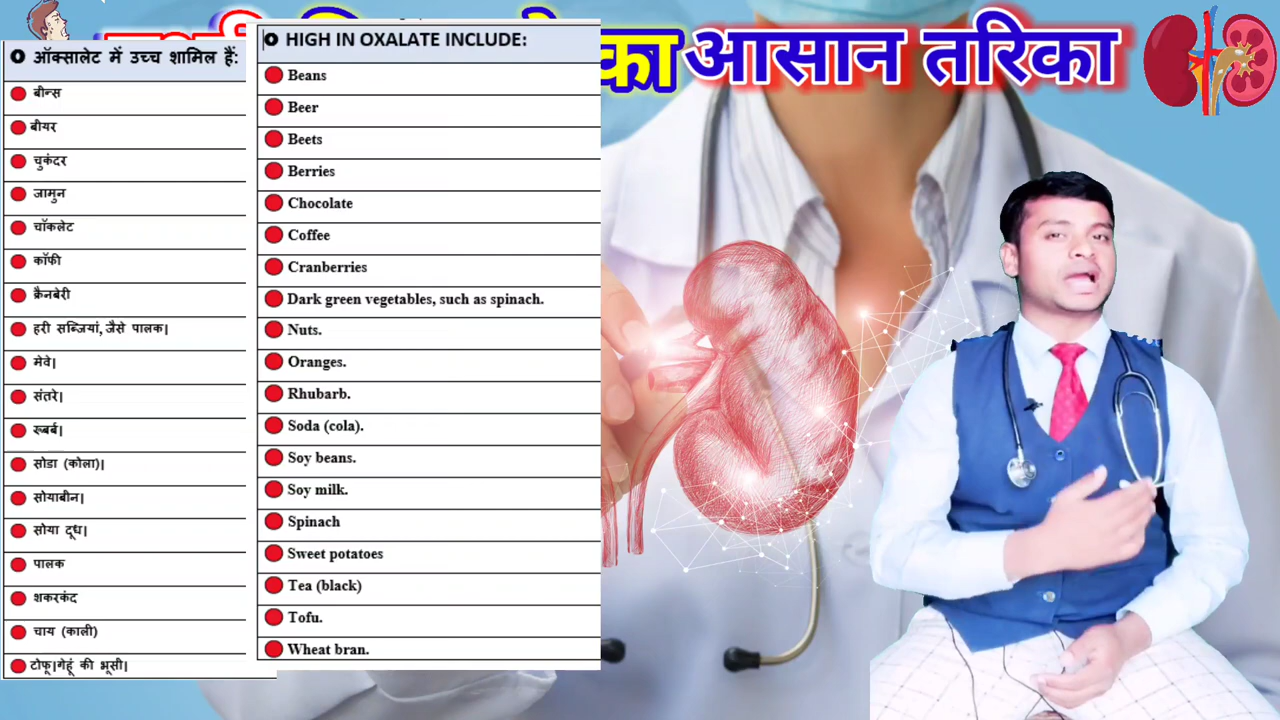 का आसान तरिका
ऑक्सालेट में उच्च शामिल हैं:
बीन्स
बीयर
चुकंदर
जामुन
चॉकलेट
कॉफी
क्रैनबेरी
हरी सब्जियां, जैसे पालक।
मेवे।
संतरे।
रूबर्ब।
सोडा (कोला)।
सोयाबीन।
सोया दूध।
पालक
शकरकंद
चाय (काली)
टोफू।गेहूं की भूसी।
HIGH IN OXALATE INCLUDE:
Beans
Beer
Beets
Berries
Chocolate
Coffee
Cranberries
Dark green vegetables, such as spinach.
Nuts.
Oranges.
Rhubarb.
Soda (cola).
Soy beans.
Soy milk.
Spinach
Sweet potatoes
Tea (black)
Tofu.
Wheat bran.